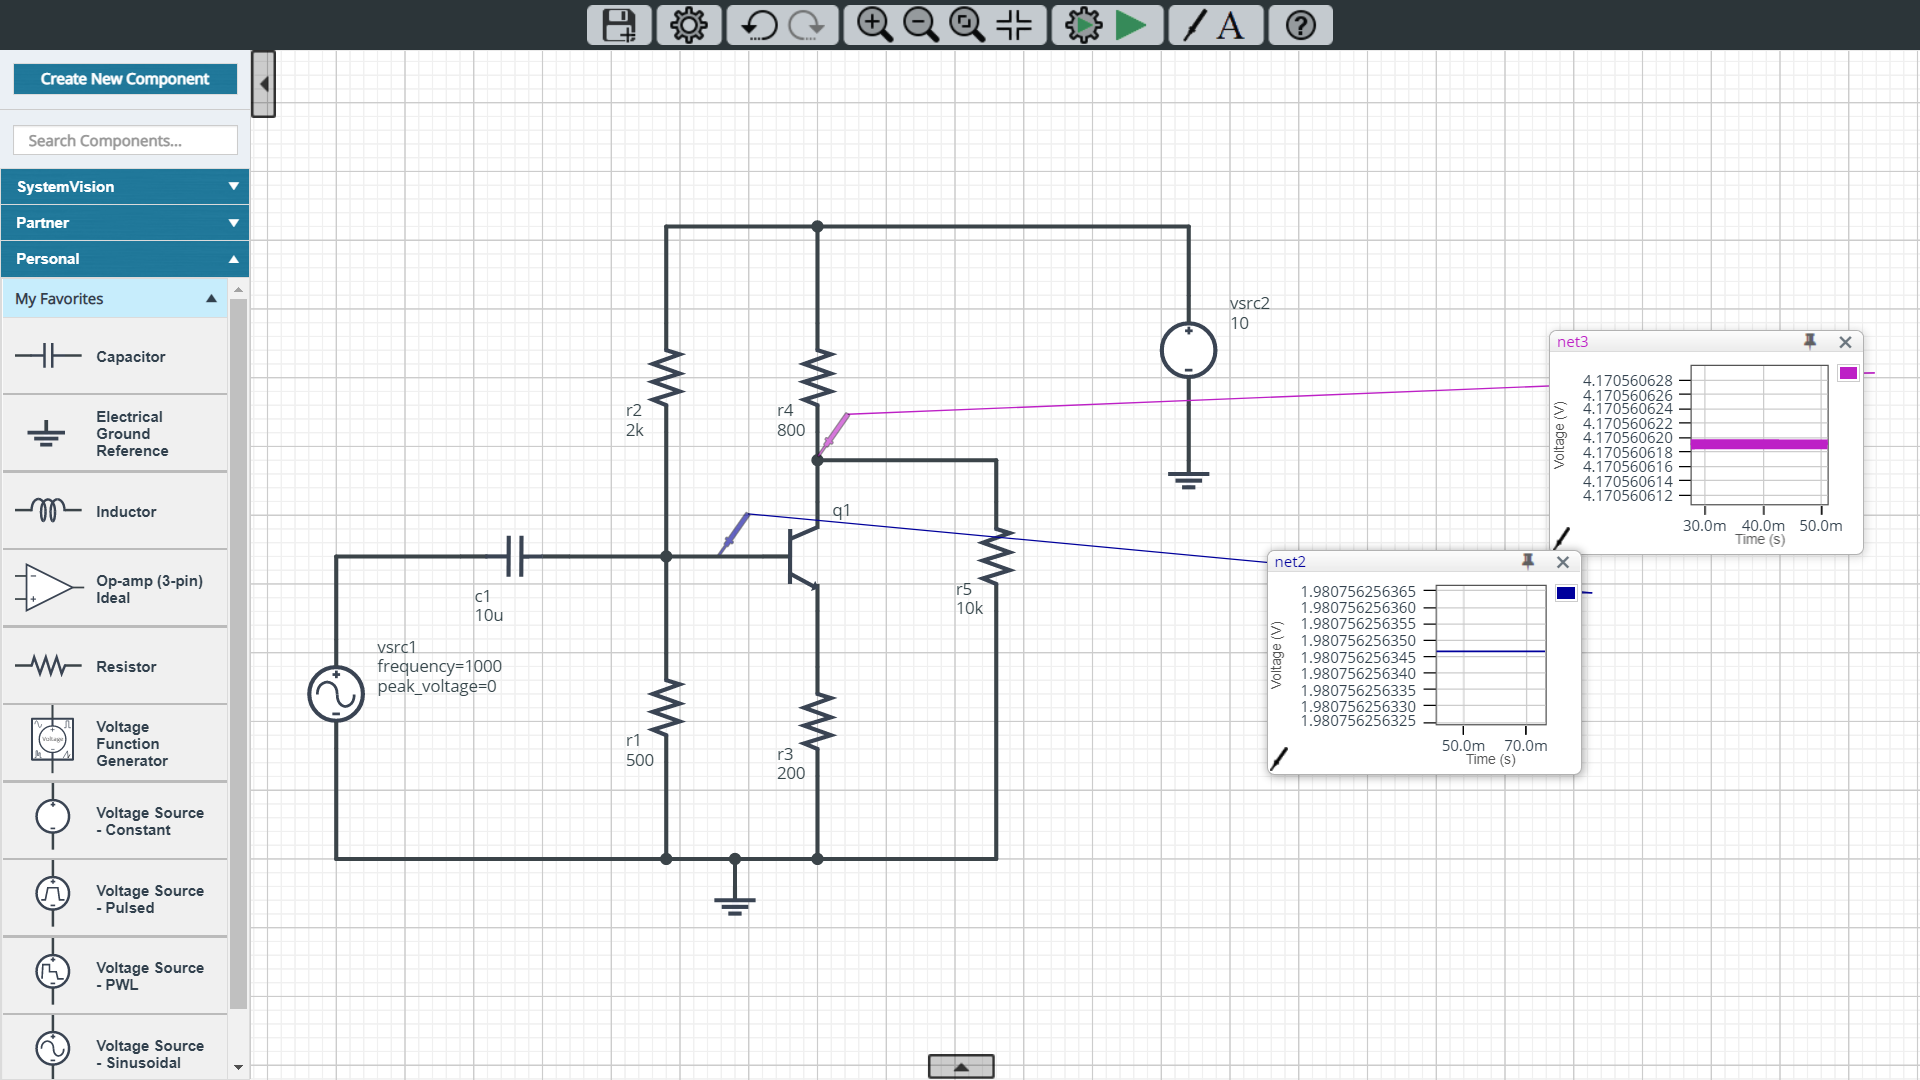 A
?
Create New Component
Search Components...
SystemVision
Partner
Personal
My Favorites
Capacitor
Electrical
Ground
Reference
Inductor
Op-amp (3-pin)
Ideal
Resistor
Voltage
Voltage
Function
Generator
Voltage Source
- Constant
Voltage Source
- Pulsed
Voltage Source
- PWL
Voltage Source
- Sinusoidal
vsrc2
10
r2
2k
r4
800
q1
c1
10u
r5
10k
vsrc1
frequency=1000
peak_voltage=0
r1
500
r3
200
net3
4.170560628
4.170560626
4.170560624
4.170560622
4.170560620
4.170560618
4.170560616
4.170560614
4.170560612
Voltage (V)
30.0m 40.0m 50.0m
Time (s)
net2
1.980756256365
1.980756256360
1.980756256355
1.980756256350
1.980756256345
1.980756256340
1.980756256335
1.980756256330
1.980756256325
Voltage (V)
50.0m 70.0m
Time (s)